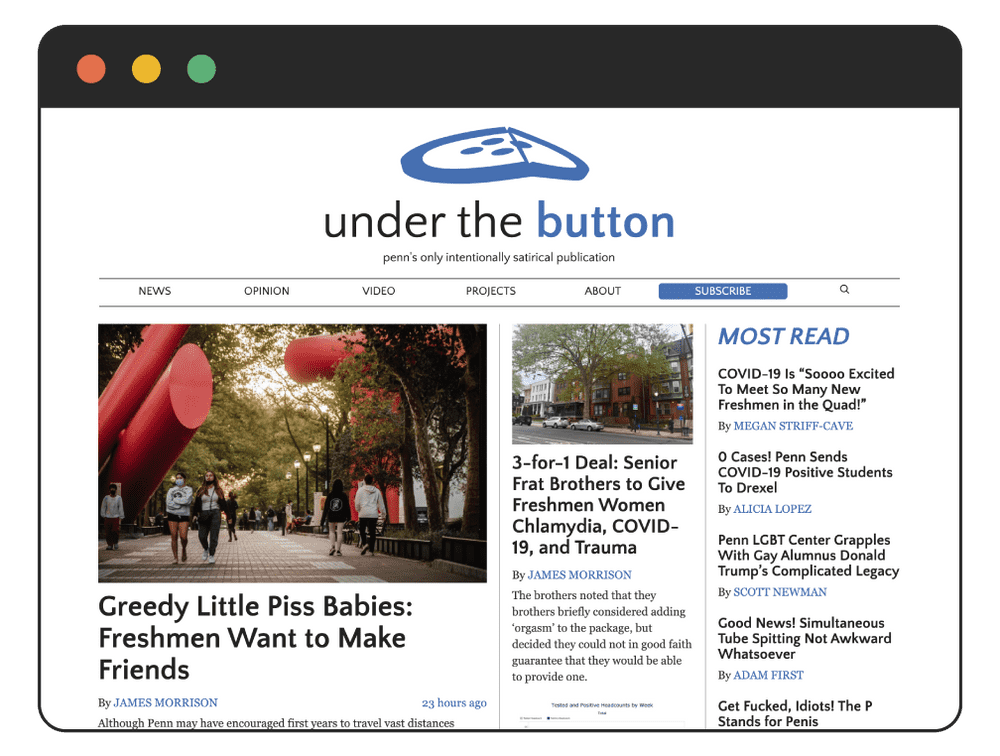 under the button
penn's only intentionally satirical publication
NEWS OPINION VIDEO PROJECTS ABOUT SUBSCRIBE
Greedy Little Piss Babies:
Freshmen Want to Make
Friends
By JAMES MORRISON 23 hours ago
Although Penn may have encouraged first years to travel vast distances
3-for-1 Deal: Senior
Frat Brothers to Give
Freshmen Women
Chlamydia, COVID-
19, and Trauma
By JAMES MORRISON
The brothers noted that they
brothers briefly considered adding
‘orgasm’ to the package, but
decided they could not in good faith
guarantee that they would be able
to provide one.
Tested and Positive Headcounts by Week
MOST READ
COVID-19 Is “Soooo Excited
To Meet So Many New
Freshmen in the Quad!”
By MEGAN STRIFF-CAVE
0 Cases! Penn Sends
COVID-19 Positive Students
To Drexel
By ALICIA LOPEZ
Penn LGBT Center Grapples
With Gay Alumnus Donald
Trump’s Complicated Legacy
By SCOTT NEWMAN
Good News! Simultaneous
Tube Spitting Not Awkward
Whatsoever
By ADAM FIRST
Get Fucked, Idiots! The P
Stands for Penis